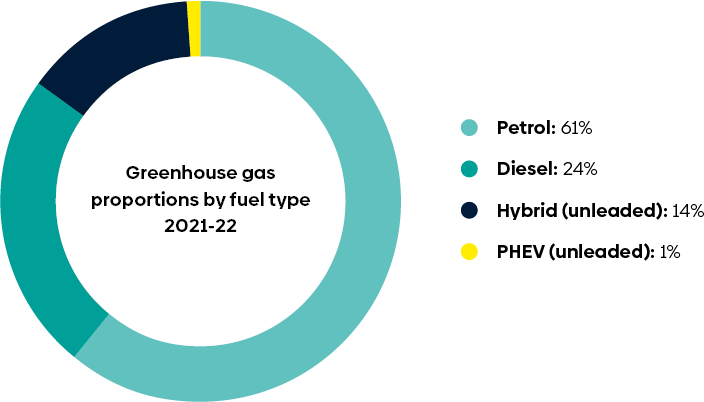 Greenhouse gas
proportions by fuel type
2021-22
Petrol: 61%
Diesel: 24%
Hybrid (unleaded): 14%
PHEV (unleaded): 1%